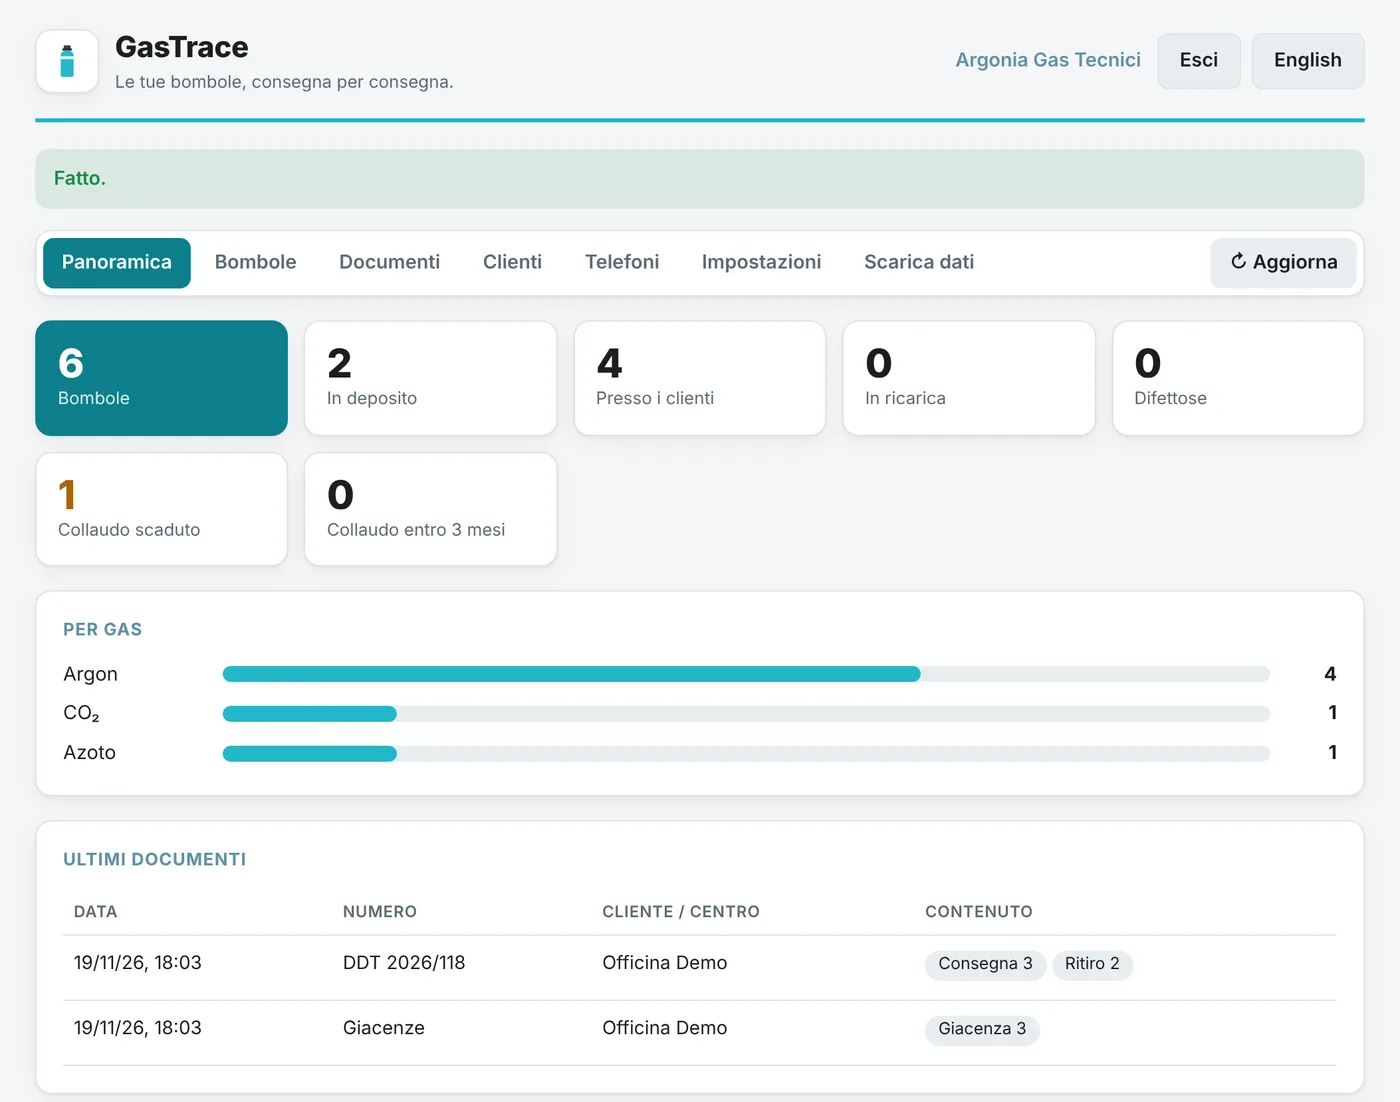 GasTrace
Le tue bombole, consegna per consegna.
Argonia Gas Tecnici
Esci
English
Fatto.
Panoramica
Bombole
Documenti
Clienti
Telefoni
Impostazioni
Scarica dati
↻ Aggiorna
6
Bombole
2
In deposito
4
Presso i clienti
0
In ricarica
0
Difettose
1
Collaudo scaduto
0
Collaudo entro 3 mesi
PER GAS
Argon 4
CO₂ 1
Azoto 1
ULTIMI DOCUMENTI
DATA NUMERO CLIENTE / CENTRO CONTENUTO
19/11/26, 18:03 DDT 2026/118 Officina Demo Consegna 3 Ritiro 2
19/11/26, 18:03 Giacenze Officina Demo Giacenza 3